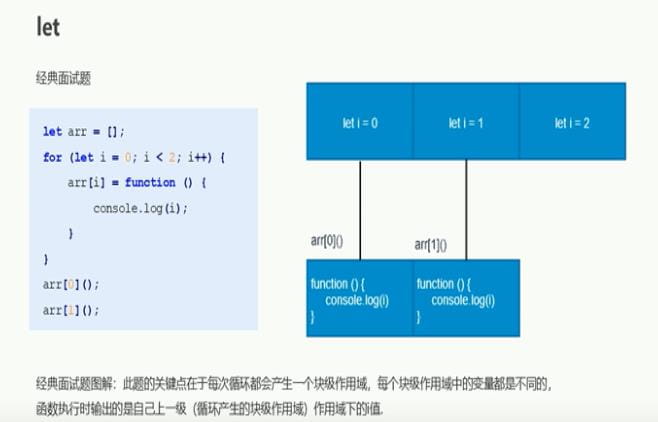 let
经典面试题
let arr = [];
for (let i = 0; i < 2; i++) {
arr[i] = function () {
console.log(i);
}
}
arr[0]();
arr[1]();
let i = 0
let i = 1
let i = 2
arr[0]()
arr[1]()
function () {
console.log(i)
}
function () {
console.log(i)
}
经典面试题图解：此题的关键点在于每次循环都会产生一个块级作用域，每个块级作用域中的变量都是不同的，
函数执行时输出的是自己上一级（循环产生的块级作用域）作用域下的i值.